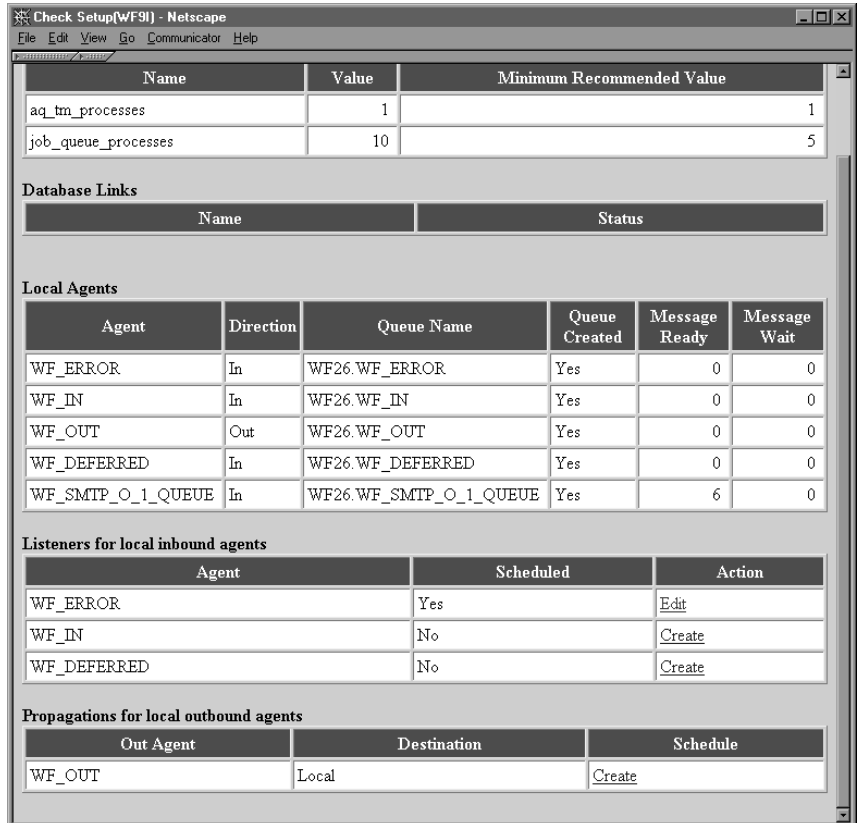 Check Setup(WF9I) - Netscape
File Edit View Go Communicator Help
Name Value Minimum Recommended Value
aq_tm_processes 1 1
job_queue_processes 10 5
Database Links
Name Status
Local Agents
Agent Direction Queue Name Queue Created Message Ready Message Wait
WF_ERROR In WF26.WF_ERROR Yes 0 0
WF_IN In WF26.WF_IN Yes 0 0
WF_OUT Out WF26.WF_OUT Yes 0 0
WF_DEFERRED In WF26.WF_DEFERRED Yes 0 0
WF_SMTP_O_1_QUEUE In WF26.WF_SMTP_O_1_QUEUE Yes 6 0
Listeners for local inbound agents
Agent Scheduled Action
WF_ERROR Yes Edit
WF_IN No Create
WF_DEFERRED No Create
Propagations for local outbound agents
Out Agent Destination Schedule
WF_OUT Local Create